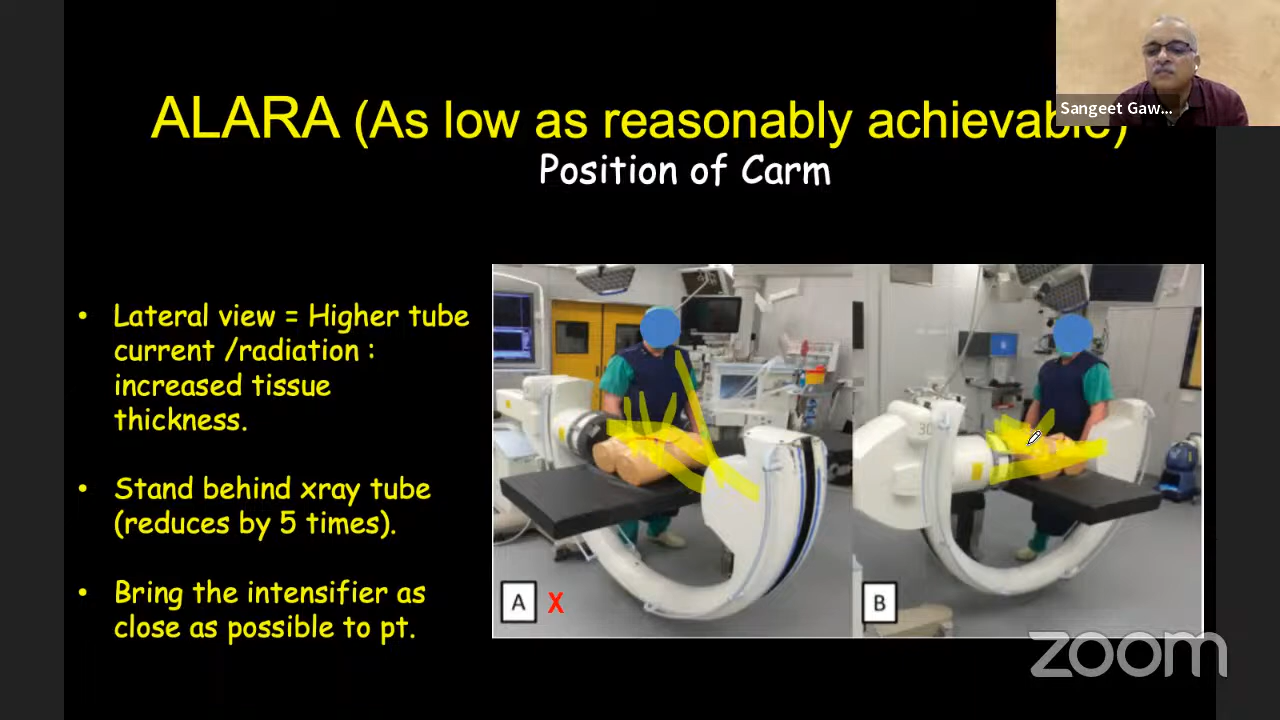 ALARA (As low as reasonably achievable)
Sangeet Gaw...
Position of Carm
• Lateral view = Higher tube
current /radiation :
increased tissue
thickness.
• Stand behind xray tube
(reduces by 5 times).
• Bring the intensifier as
close as possible to pt.
30
A X
B
zoom